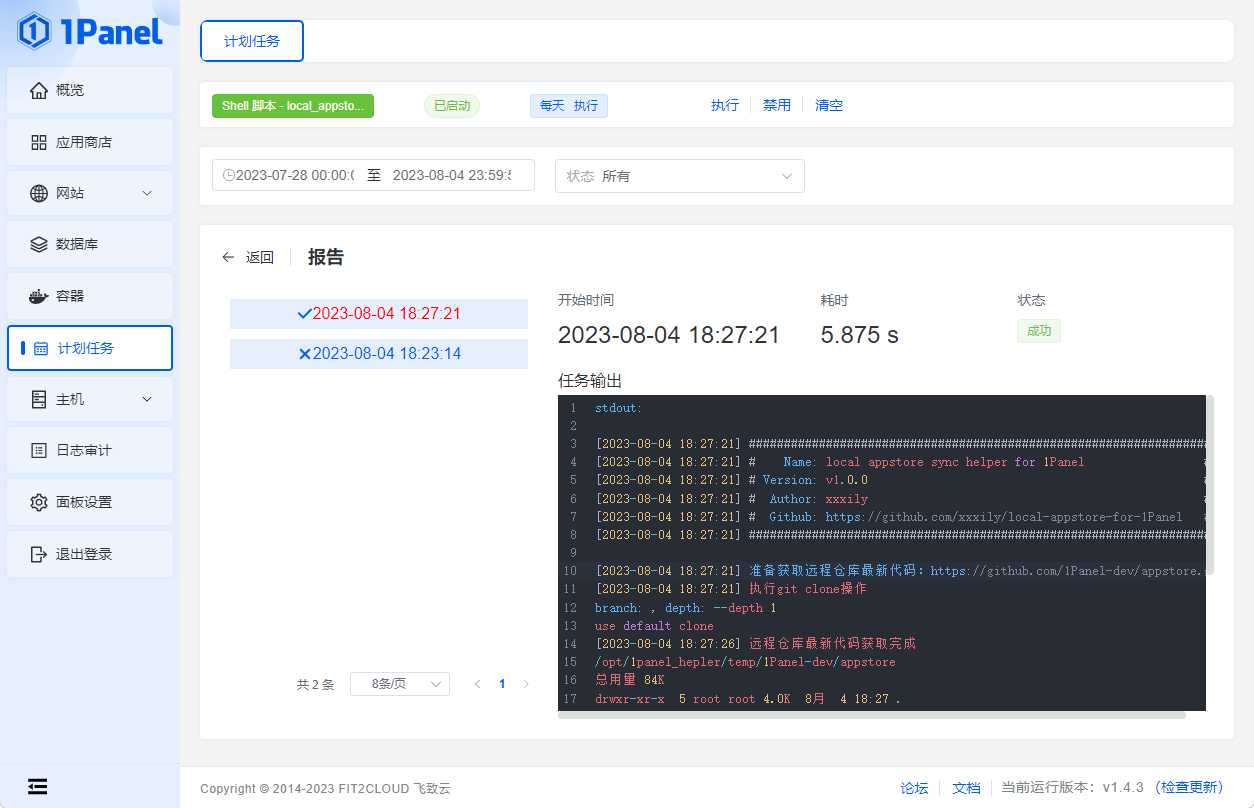 1Panel
概览
应用商店
网站
数据库
容器
计划任务
主机
日志审计
面板设置
退出登录
计划任务
Shell 脚本 - local_appsto...
已启动
每天 执行
执行
禁用
清空
2023-07-28 00:00:0 至 2023-08-04 23:59:5
状态 所有
返回 报告
2023-08-04 18:27:21
2023-08-04 18:23:14
共 2 条 8条/页 1
开始时间 耗时 状态
2023-08-04 18:27:21 5.875 s 成功
任务输出
1 stdout:
2
3 [2023-08-04 18:27:21] #################################################################
4 [2023-08-04 18:27:21] #    Name: local appstore sync helper for 1Panel
5 [2023-08-04 18:27:21] # Version: v1.0.0
6 [2023-08-04 18:27:21] #  Author: xxxily
7 [2023-08-04 18:27:21] #  Github: https://github.com/xxxily/local-appstore-for-1Panel
8 [2023-08-04 18:27:21] #################################################################
9
10 [2023-08-04 18:27:21] 准备获取远程仓库最新代码：https://github.com/1Panel-dev/appstore.
11 [2023-08-04 18:27:21] 执行git clone操作
12 branch: , depth: --depth 1
13 use default clone
14 [2023-08-04 18:27:26] 远程仓库最新代码获取完成
15 /opt/1panel_hepler/temp/1Panel-dev/appstore
16 总用量 84K
17 drwxr-xr-x  5 root root 4.0K  8月  4 18:27 .
Copyright © 2014-2023 FIT2CLOUD 飞致云
论坛 文档 当前运行版本：v1.4.3 （检查更新）